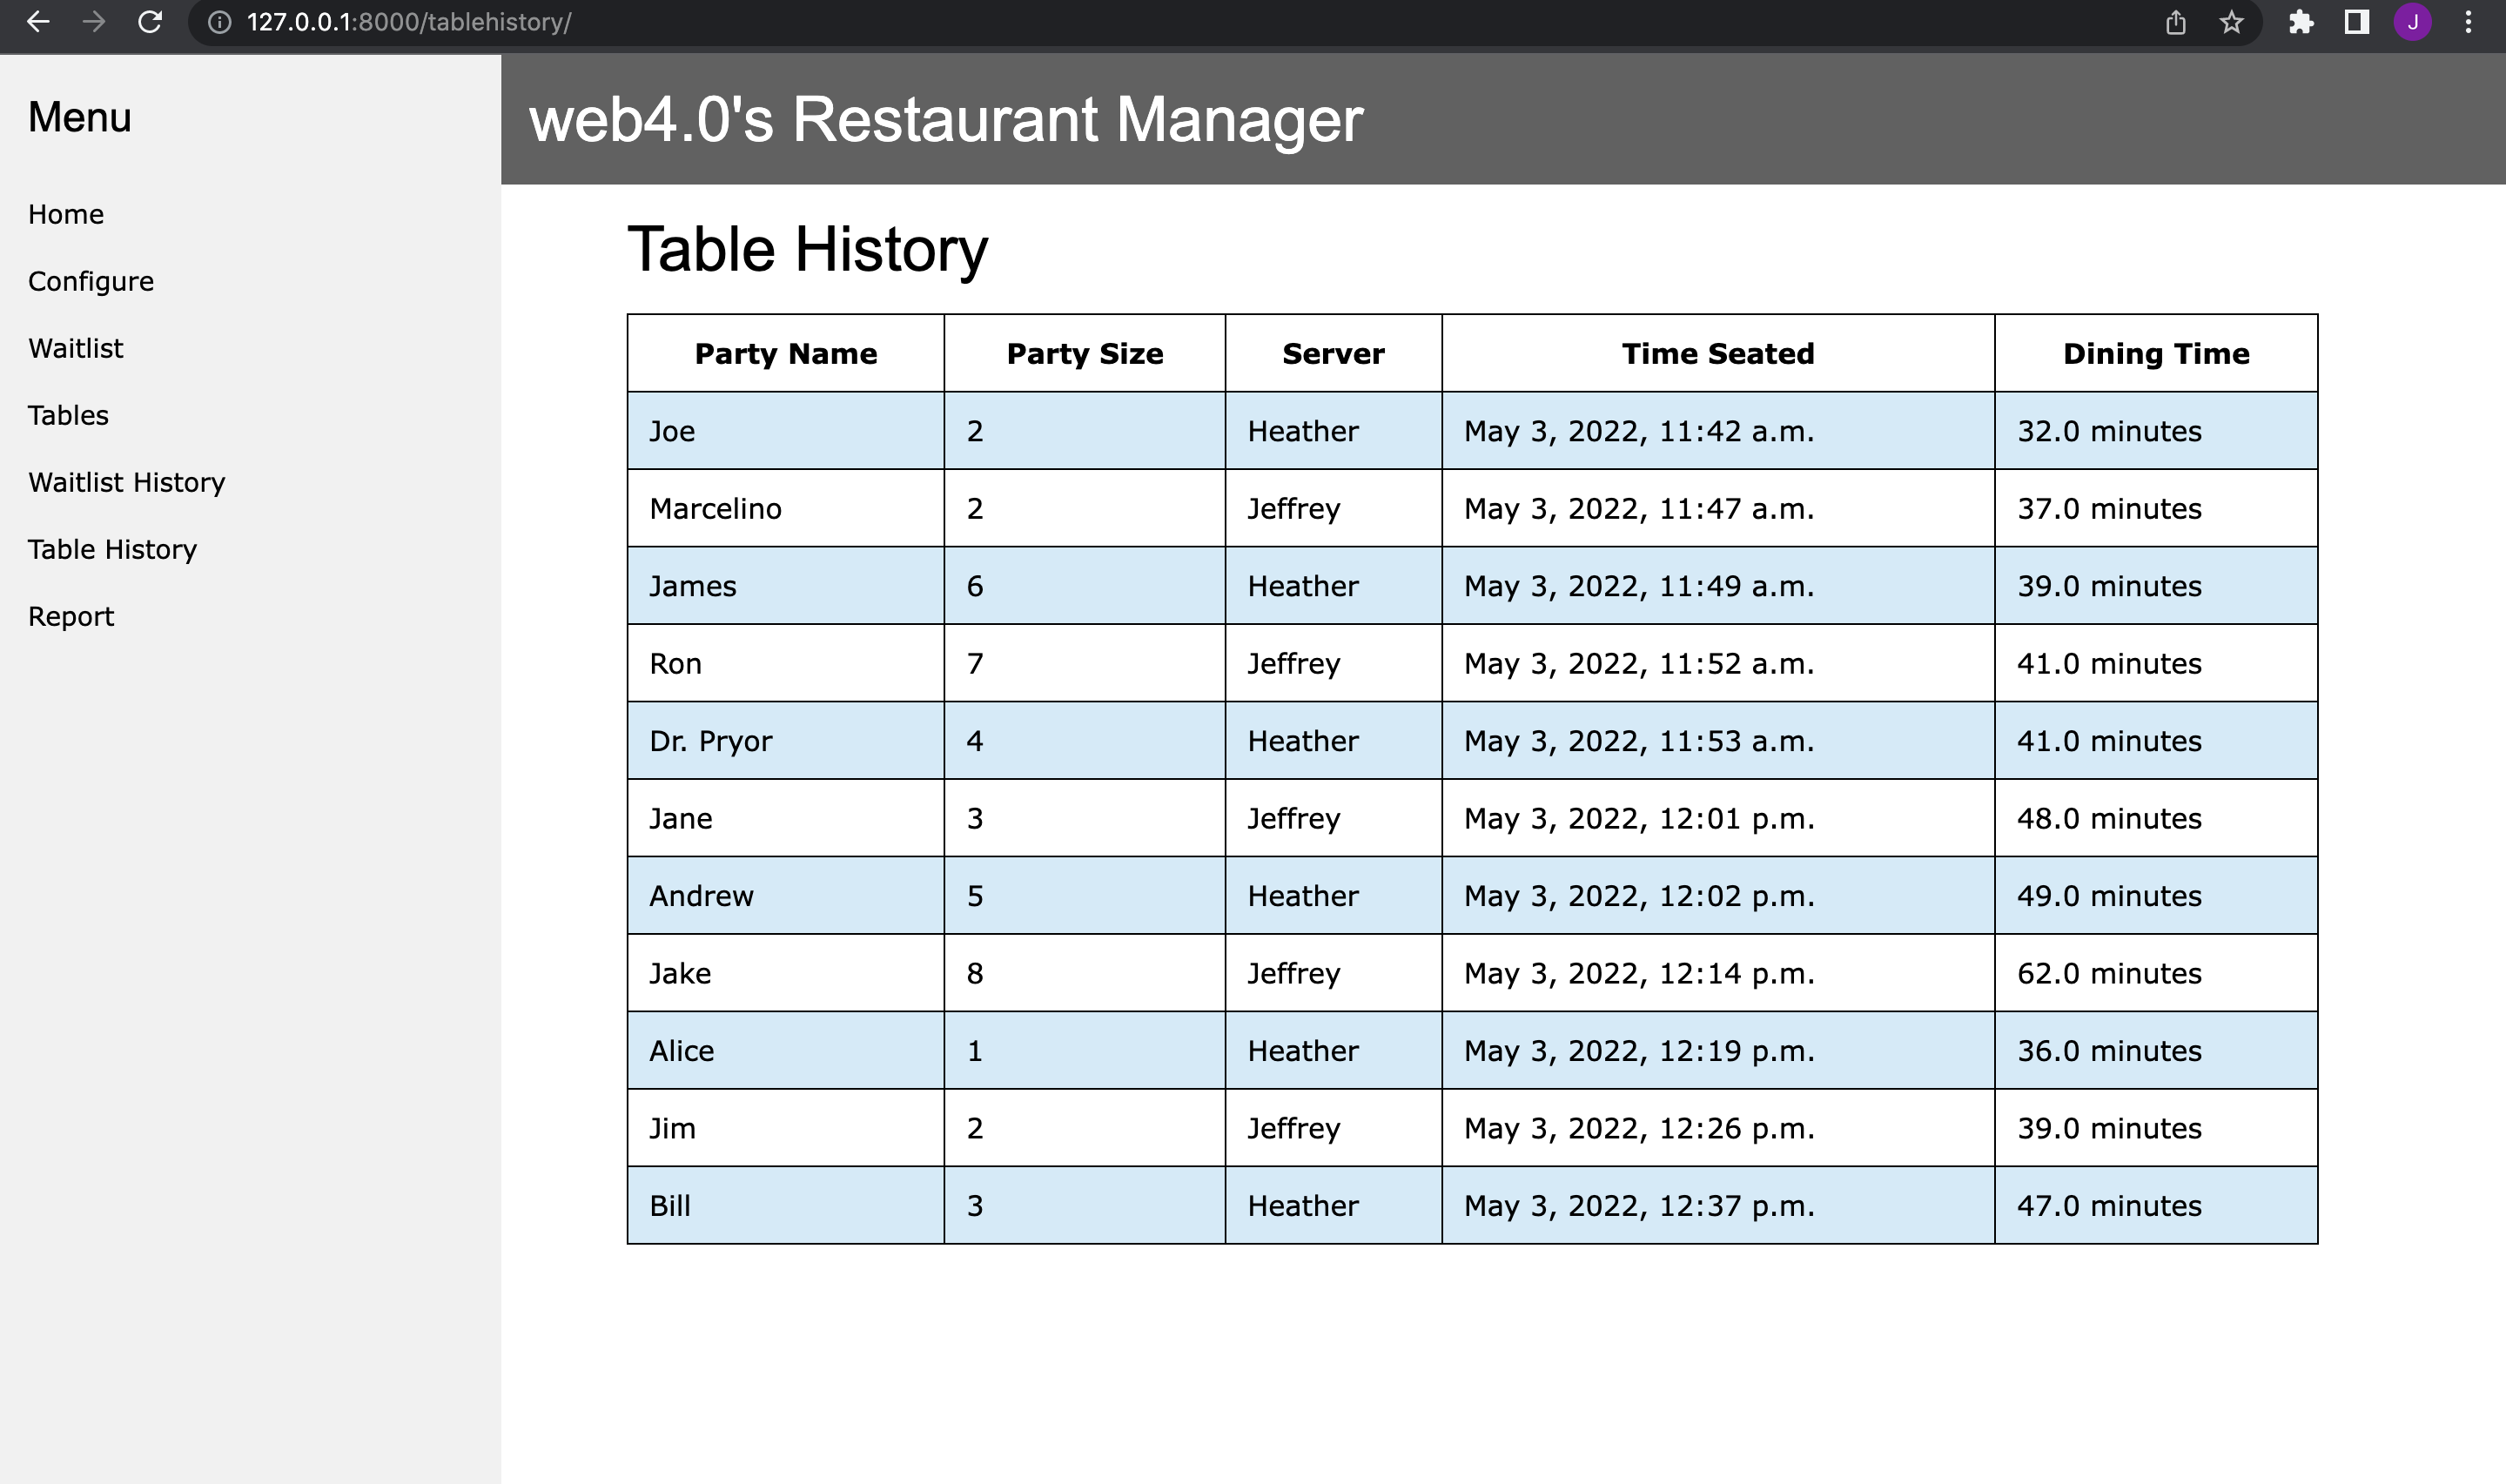 127.0.0.1:8000/tablehistory/
J
Menu
Home
Configure
Waitlist
Tables
Waitlist History
Table History
Report
web4.0's Restaurant Manager
Table History
Party Name Party Size Server Time Seated Dining Time
Joe 2 Heather May 3, 2022, 11:42 a.m. 32.0 minutes
Marcelino 2 Jeffrey May 3, 2022, 11:47 a.m. 37.0 minutes
James 6 Heather May 3, 2022, 11:49 a.m. 39.0 minutes
Ron 7 Jeffrey May 3, 2022, 11:52 a.m. 41.0 minutes
Dr. Pryor 4 Heather May 3, 2022, 11:53 a.m. 41.0 minutes
Jane 3 Jeffrey May 3, 2022, 12:01 p.m. 48.0 minutes
Andrew 5 Heather May 3, 2022, 12:02 p.m. 49.0 minutes
Jake 8 Jeffrey May 3, 2022, 12:14 p.m. 62.0 minutes
Alice 1 Heather May 3, 2022, 12:19 p.m. 36.0 minutes
Jim 2 Jeffrey May 3, 2022, 12:26 p.m. 39.0 minutes
Bill 3 Heather May 3, 2022, 12:37 p.m. 47.0 minutes